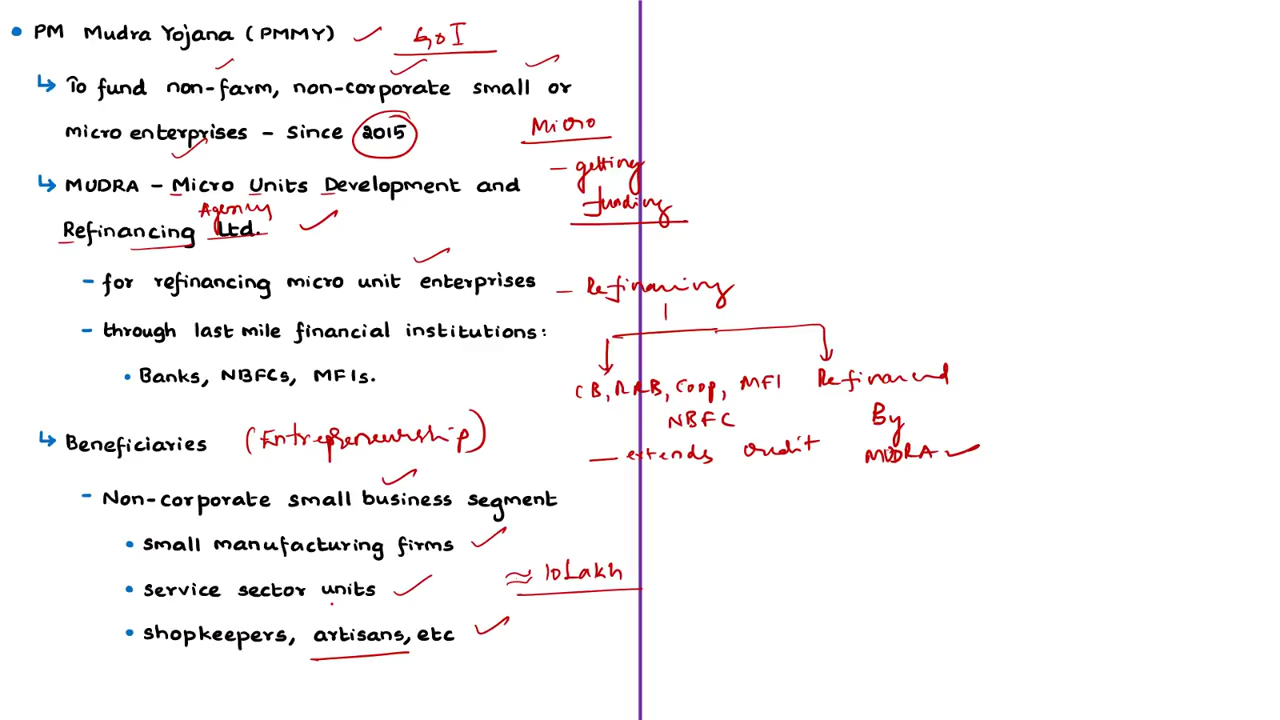 • PM Mudra Yojana (PMMY) ✓ GoI
↳ To fund non-farm, non-corporate small or
micro enterprises - Since 2015
Micro
- getting
funding
↳ MUDRA - Micro Units Development and
Agency
Refinancing Ltd.
- for refinancing micro unit enterprises
- through last mile financial institutions:
• Banks, NBFCs, MFIs.
- Refinancing
CB, RRB, Coop, MFI
NBFC
- extends credit
Refinanced
By
MUDRA ✓
↳ Beneficiaries (Entrepreneurship)
- Non-corporate small business segment
• small manufacturing firms ✓
• service sector units ✓
• shopkeepers, artisans, etc ✓
≈ 10 Lakh